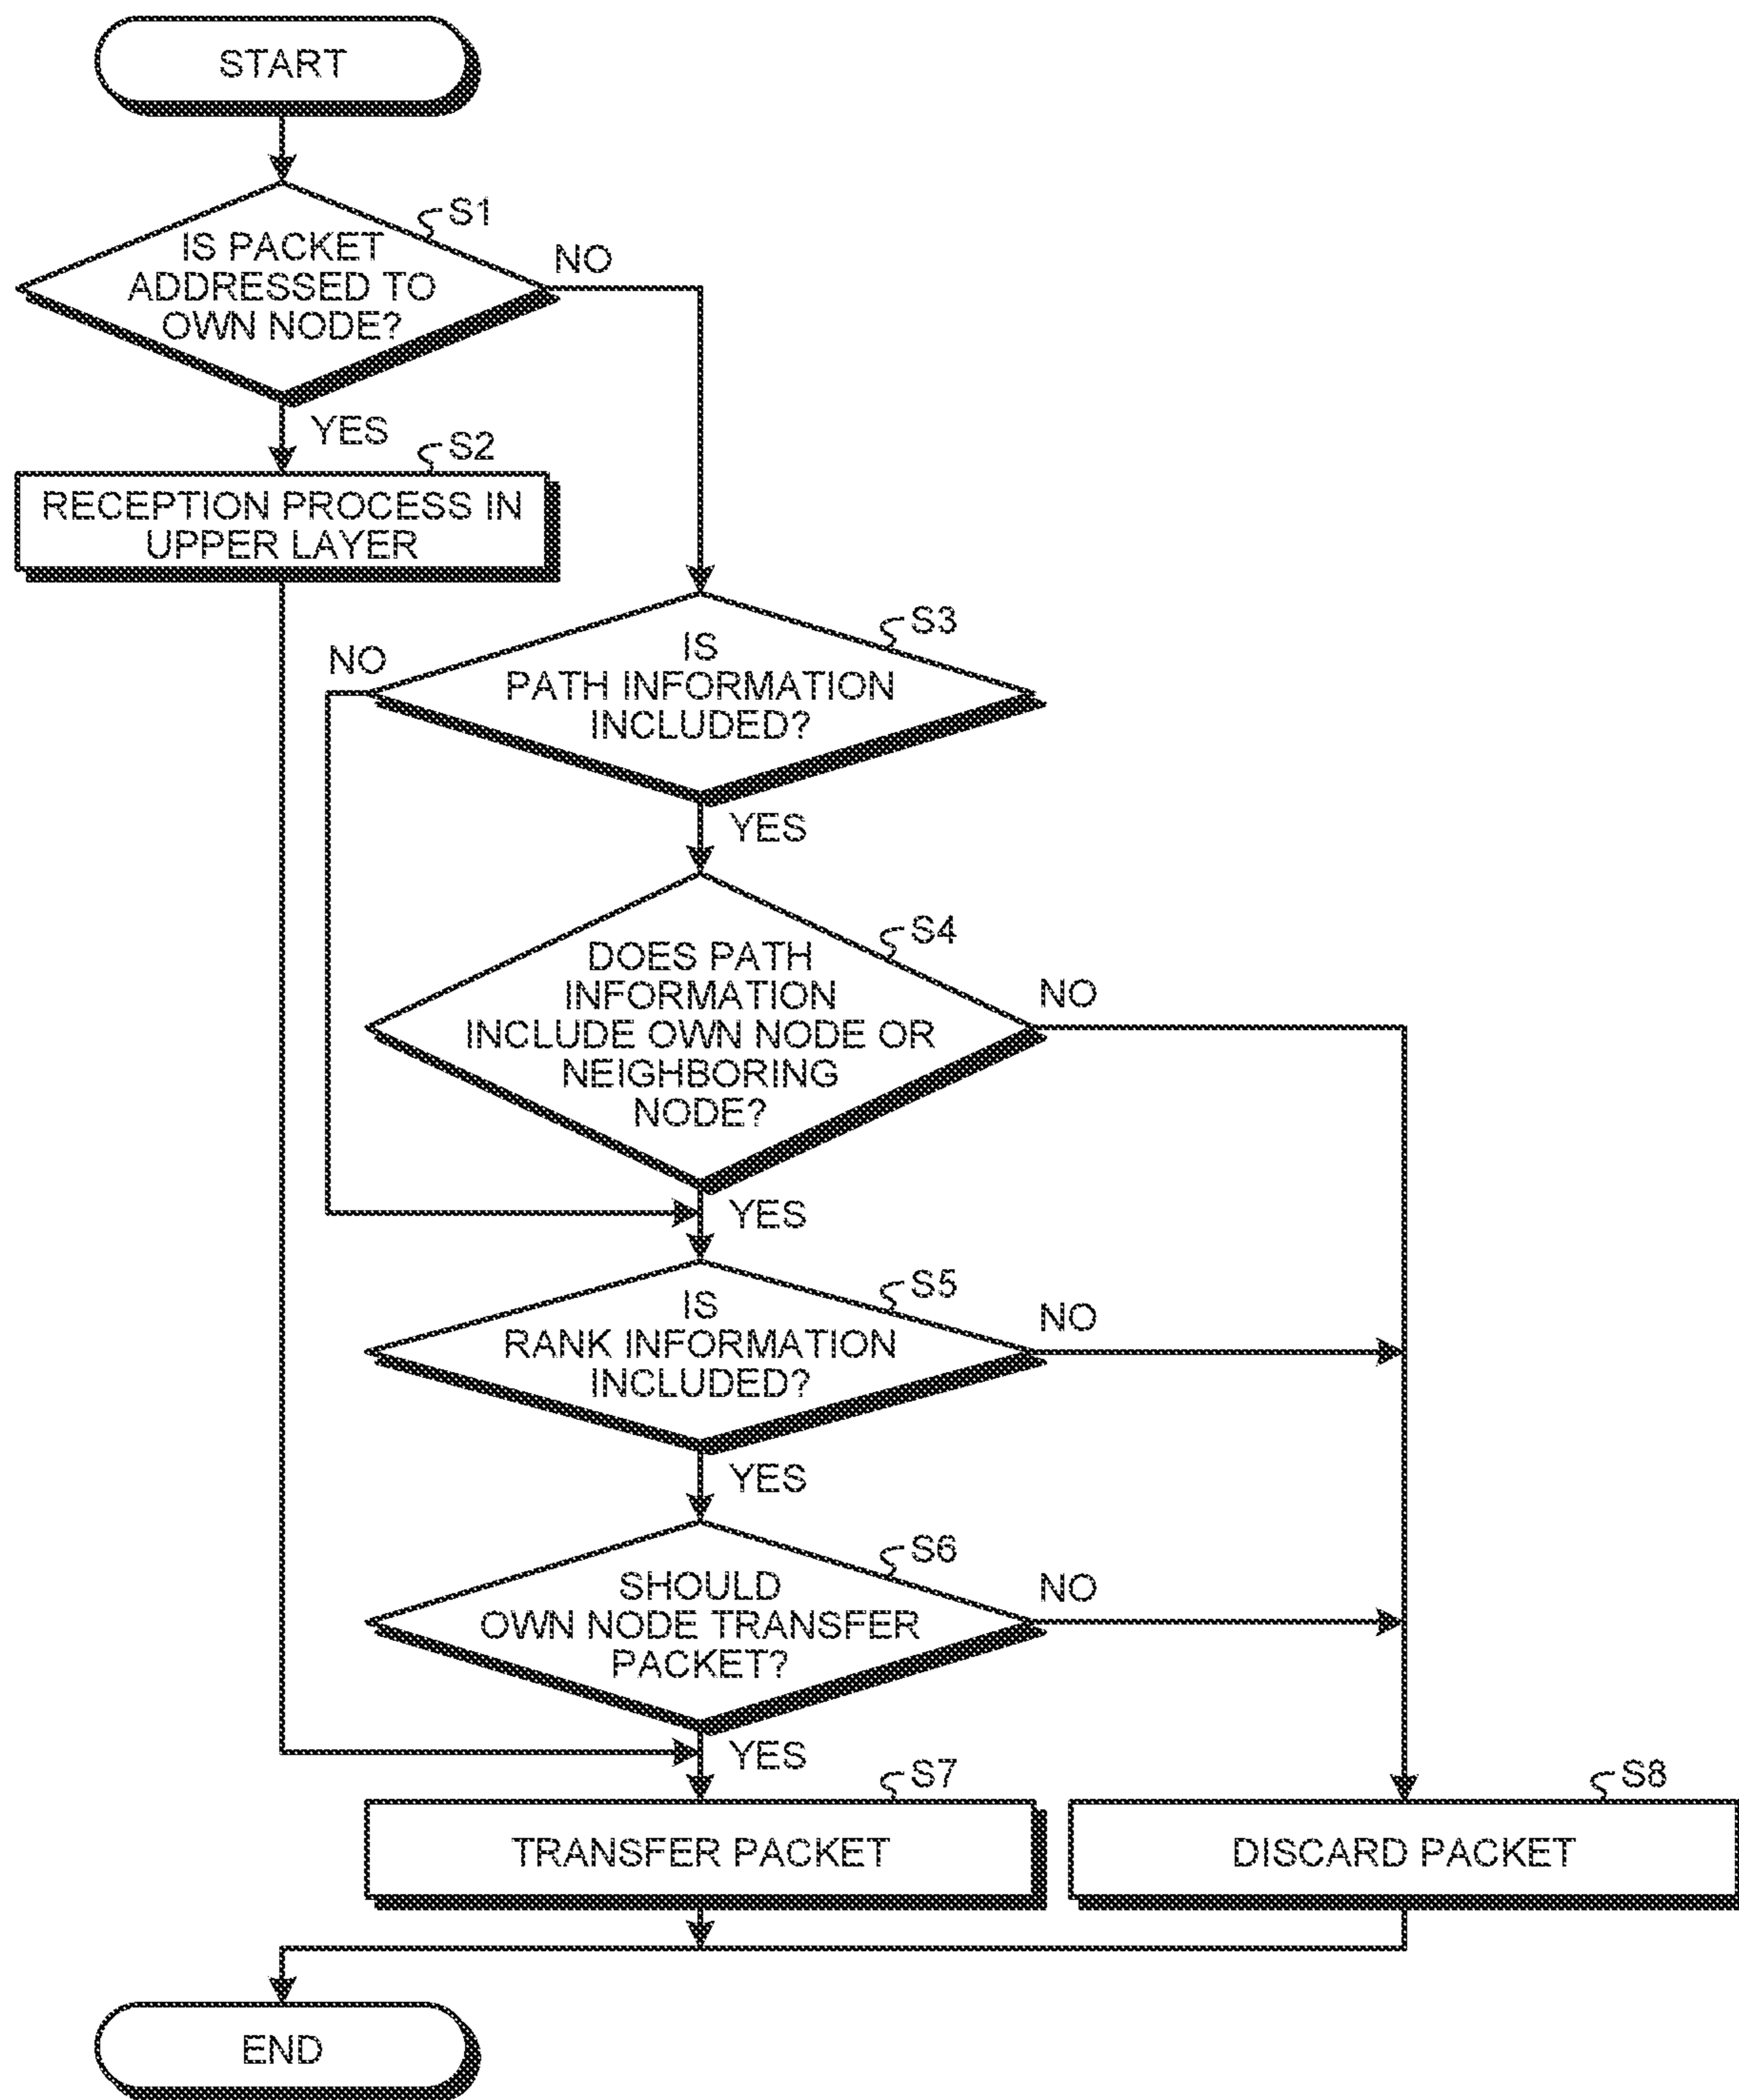 START
S1
IS PACKET
ADDRESSED TO
OWN NODE?
NO
YES
S2
RECEPTION PROCESS IN
UPPER LAYER
S3
IS
PATH INFORMATION
INCLUDED?
NO
YES
S4
DOES PATH
INFORMATION
INCLUDE OWN NODE OR
NEIGHBORING
NODE?
NO
YES
S5
IS
RANK INFORMATION
INCLUDED?
NO
YES
S6
SHOULD
OWN NODE TRANSFER
PACKET?
NO
YES
S7
TRANSFER PACKET
S8
DISCARD PACKET
END